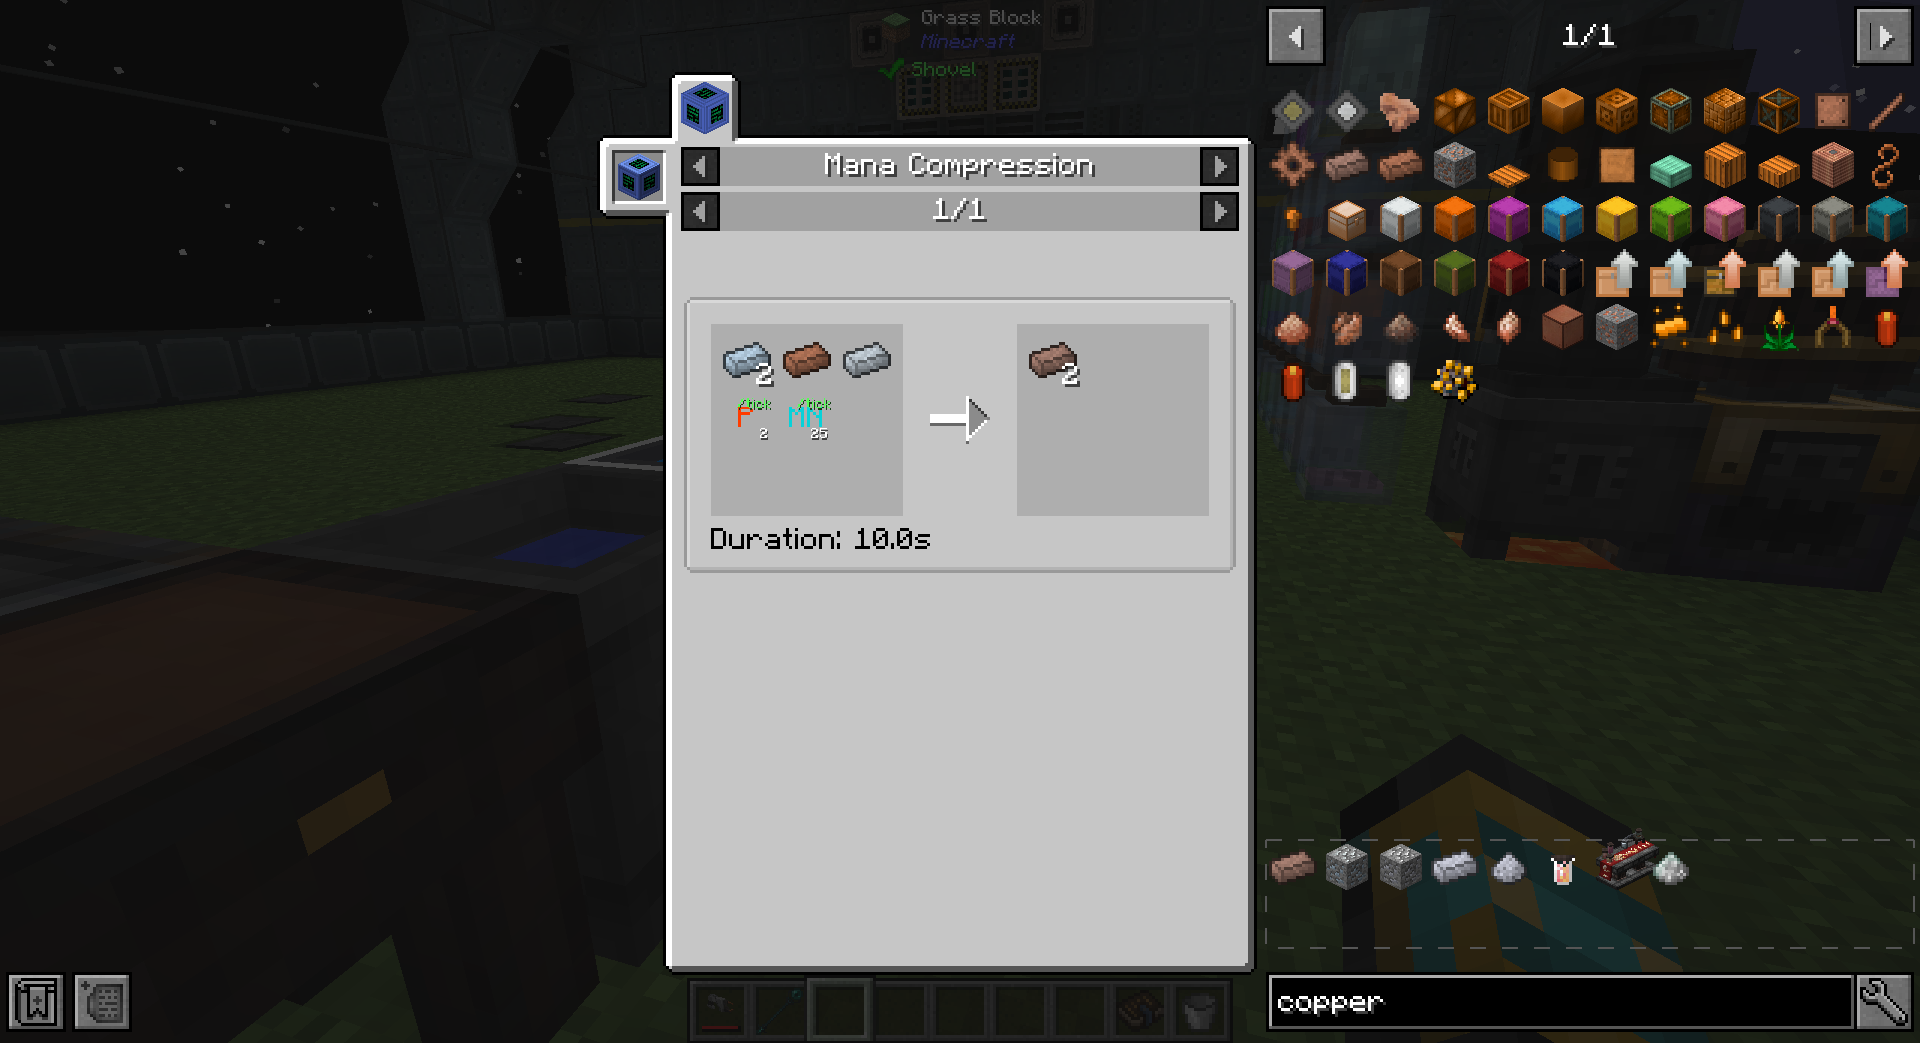 Grass Block
Minecraft
Shovel
1/1
Mana Compression
1/1
2
2
/tick
P
2
/tick
MN
25
Duration: 10.0s
copper